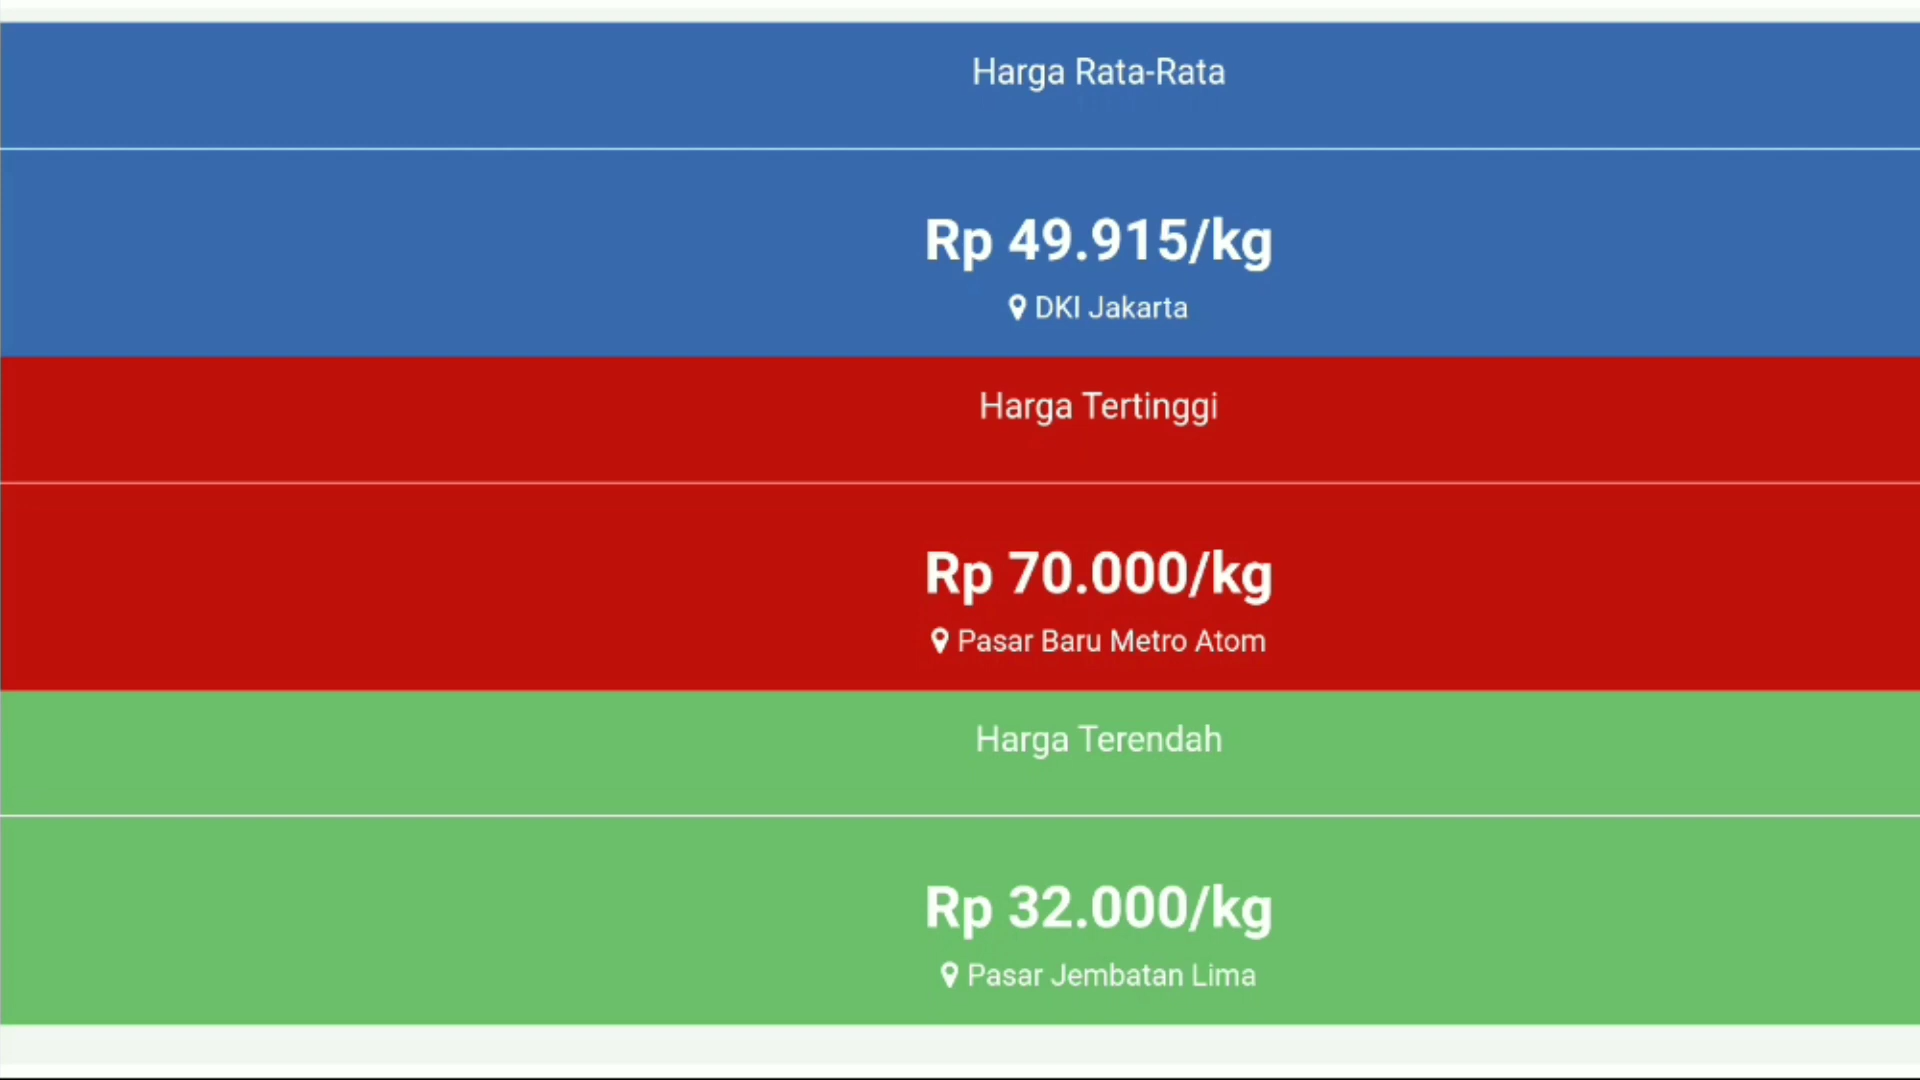 Harga Rata-Rata
Rp 49.915/kg
DKI Jakarta
Harga Tertinggi
Rp 70.000/kg
Pasar Baru Metro Atom
Harga Terendah
Rp 32.000/kg
Pasar Jembatan Lima